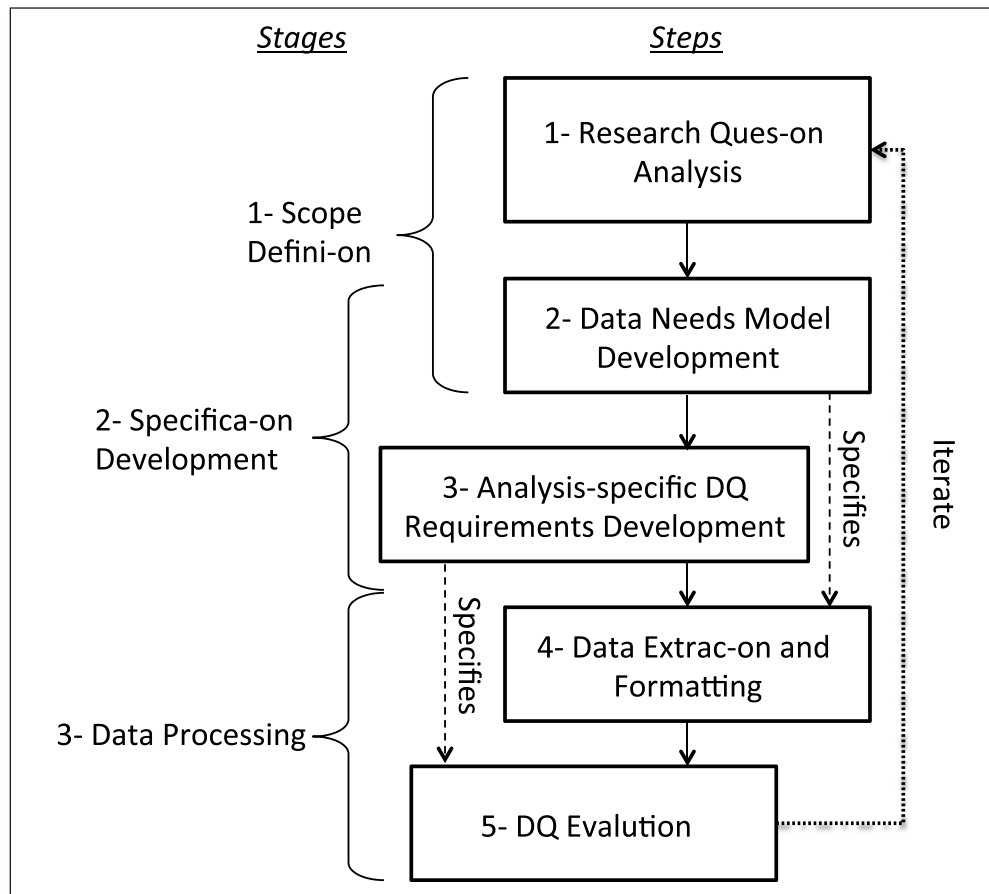 Stages
Steps
1- Research Ques-on
Analysis
1- Scope
Defini-on
2- Data Needs Model
Development
2- Specifica-on
Development
Specifies
Iterate
3- Analysis-specific DQ
Requirements Development
Specifies
4- Data Extrac-on and
Formatting
3- Data Processing
5- DQ Evalution